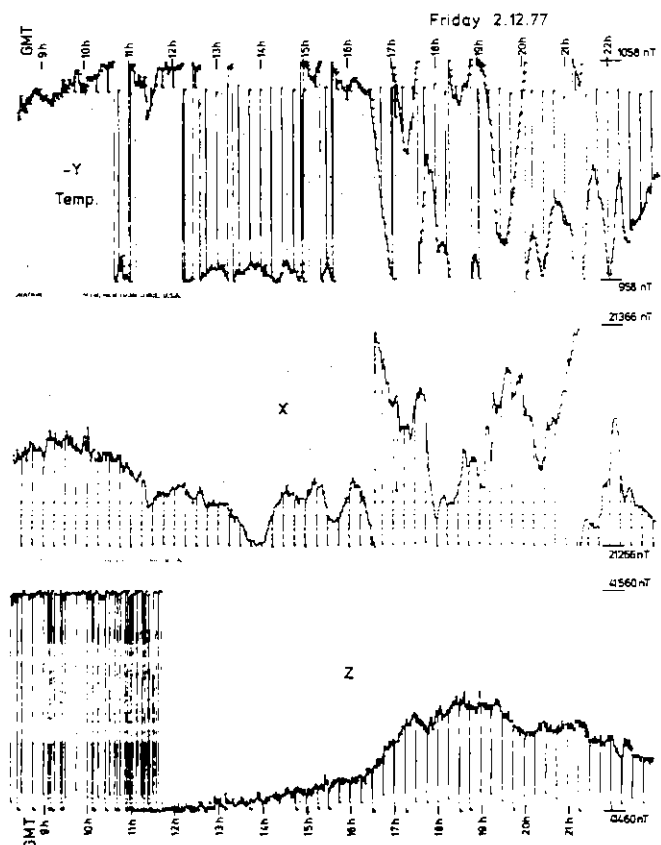 Friday 2.12.77
GMT 9h 10h 11h 12h 13h 14h 15h 16h 17h 18h 19h 20h 21h 22h
1058 nT
-Y
Temp.
958 nT
21366 nT
X
21266 nT
41560 nT
Z
41460 nT
GMT 9h 10h 11h 12h 13h 14h 15h 16h 17h 18h 19h 20h 21h